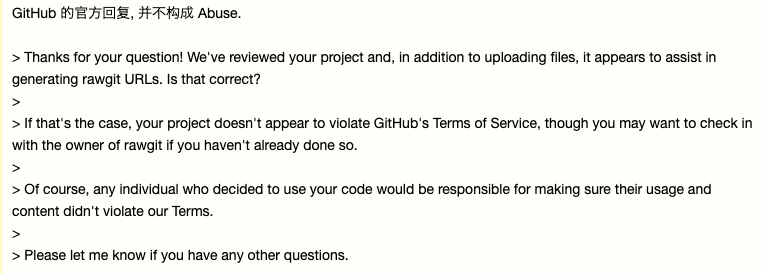 GitHub 的官方回复, 并不构成 Abuse.
> Thanks for your question! We've reviewed your project and, in addition to uploading files, it appears to assist in
generating rawgit URLs. Is that correct?
>
> If that's the case, your project doesn't appear to violate GitHub's Terms of Service, though you may want to check in
with the owner of rawgit if you haven't already done so.
>
> Of course, any individual who decided to use your code would be responsible for making sure their usage and
content didn't violate our Terms.
>
> Please let me know if you have any other questions.